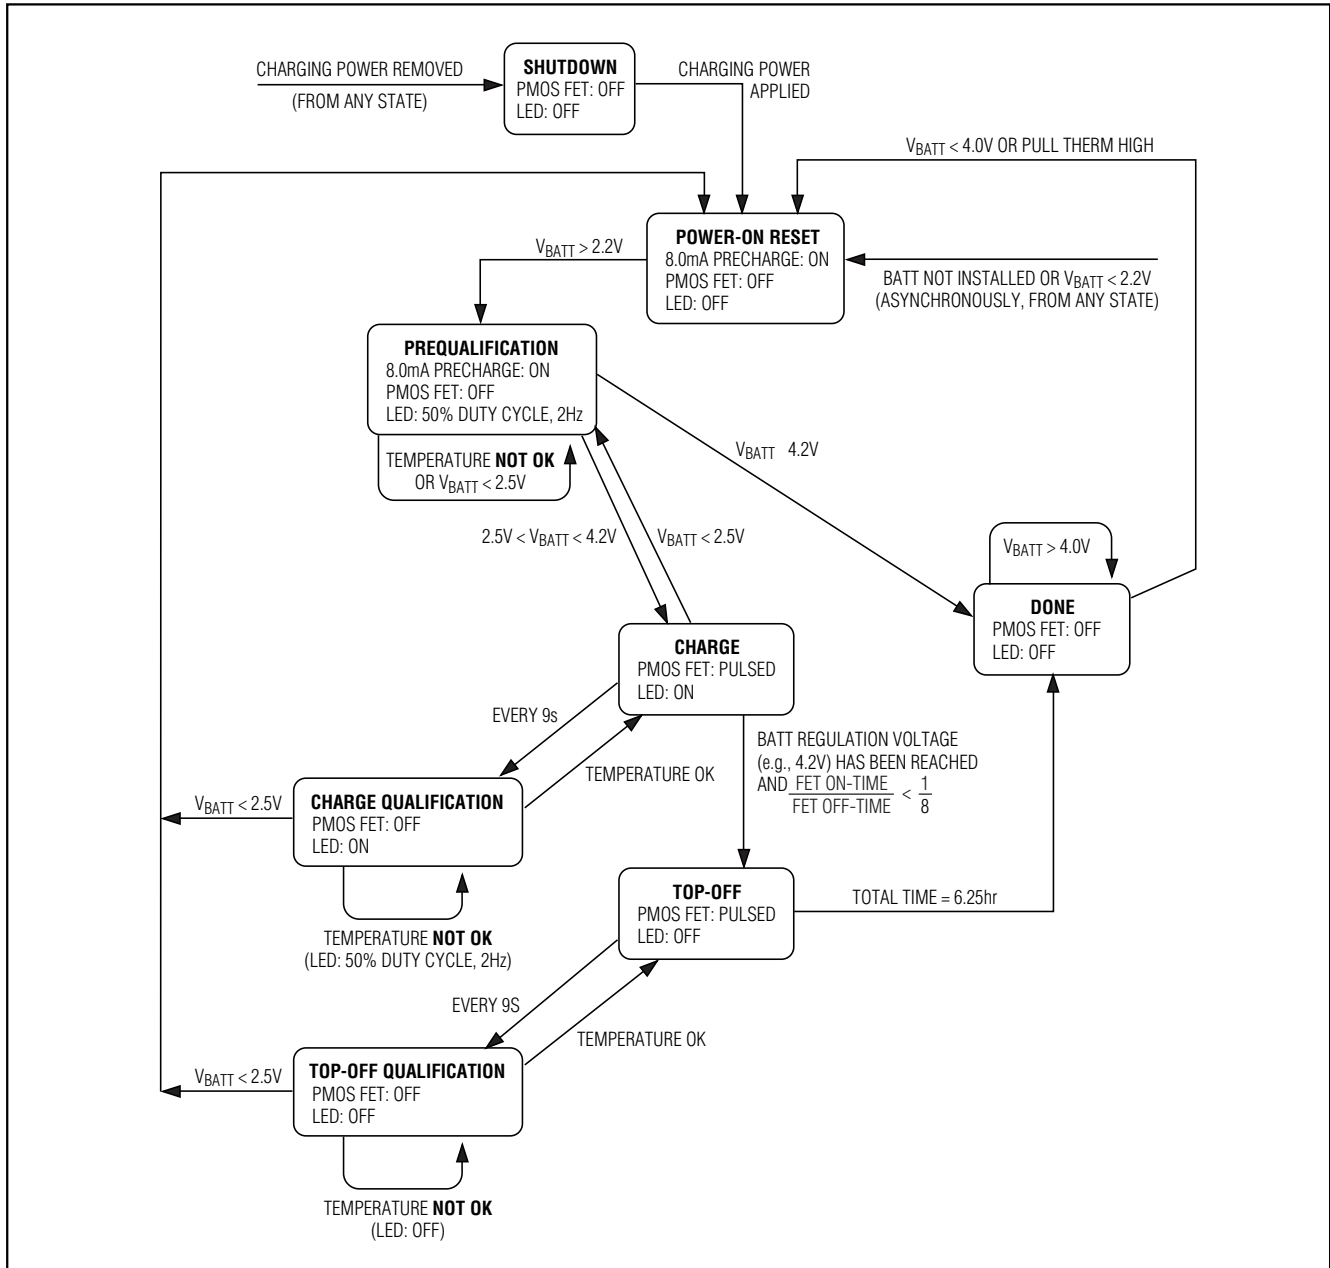 SHUTDOWN
PMOS FET: OFF
LED: OFF
CHARGING POWER REMOVED
(FROM ANY STATE)
CHARGING POWER
APPLIED
VBATT < 4.0V OR PULL THERM HIGH
POWER-ON RESET
8.0mA PRECHARGE: ON
PMOS FET: OFF
LED: OFF
VBATT > 2.2V
BATT NOT INSTALLED OR VBATT < 2.2V
(ASYNCHRONOUSLY, FROM ANY STATE)
PREQUALIFICATION
8.0mA PRECHARGE: ON
PMOS FET: OFF
LED: 50% DUTY CYCLE, 2Hz
TEMPERATURE NOT OK
OR VBATT < 2.5V
VBATT 4.2V
2.5V < VBATT < 4.2V
VBATT < 2.5V
VBATT > 4.0V
DONE
PMOS FET: OFF
LED: OFF
CHARGE
PMOS FET: PULSED
LED: ON
EVERY 9s
TEMPERATURE OK
BATT REGULATION VOLTAGE
(e.g., 4.2V) HAS BEEN REACHED
AND FET ON-TIME / FET OFF-TIME < 1/8
VBATT < 2.5V
CHARGE QUALIFICATION
PMOS FET: OFF
LED: ON
TEMPERATURE NOT OK
(LED: 50% DUTY CYCLE, 2Hz)
TOP-OFF
PMOS FET: PULSED
LED: OFF
TOTAL TIME = 6.25hr
EVERY 9S
TEMPERATURE OK
VBATT < 2.5V
TOP-OFF QUALIFICATION
PMOS FET: OFF
LED: OFF
TEMPERATURE NOT OK
(LED: OFF)